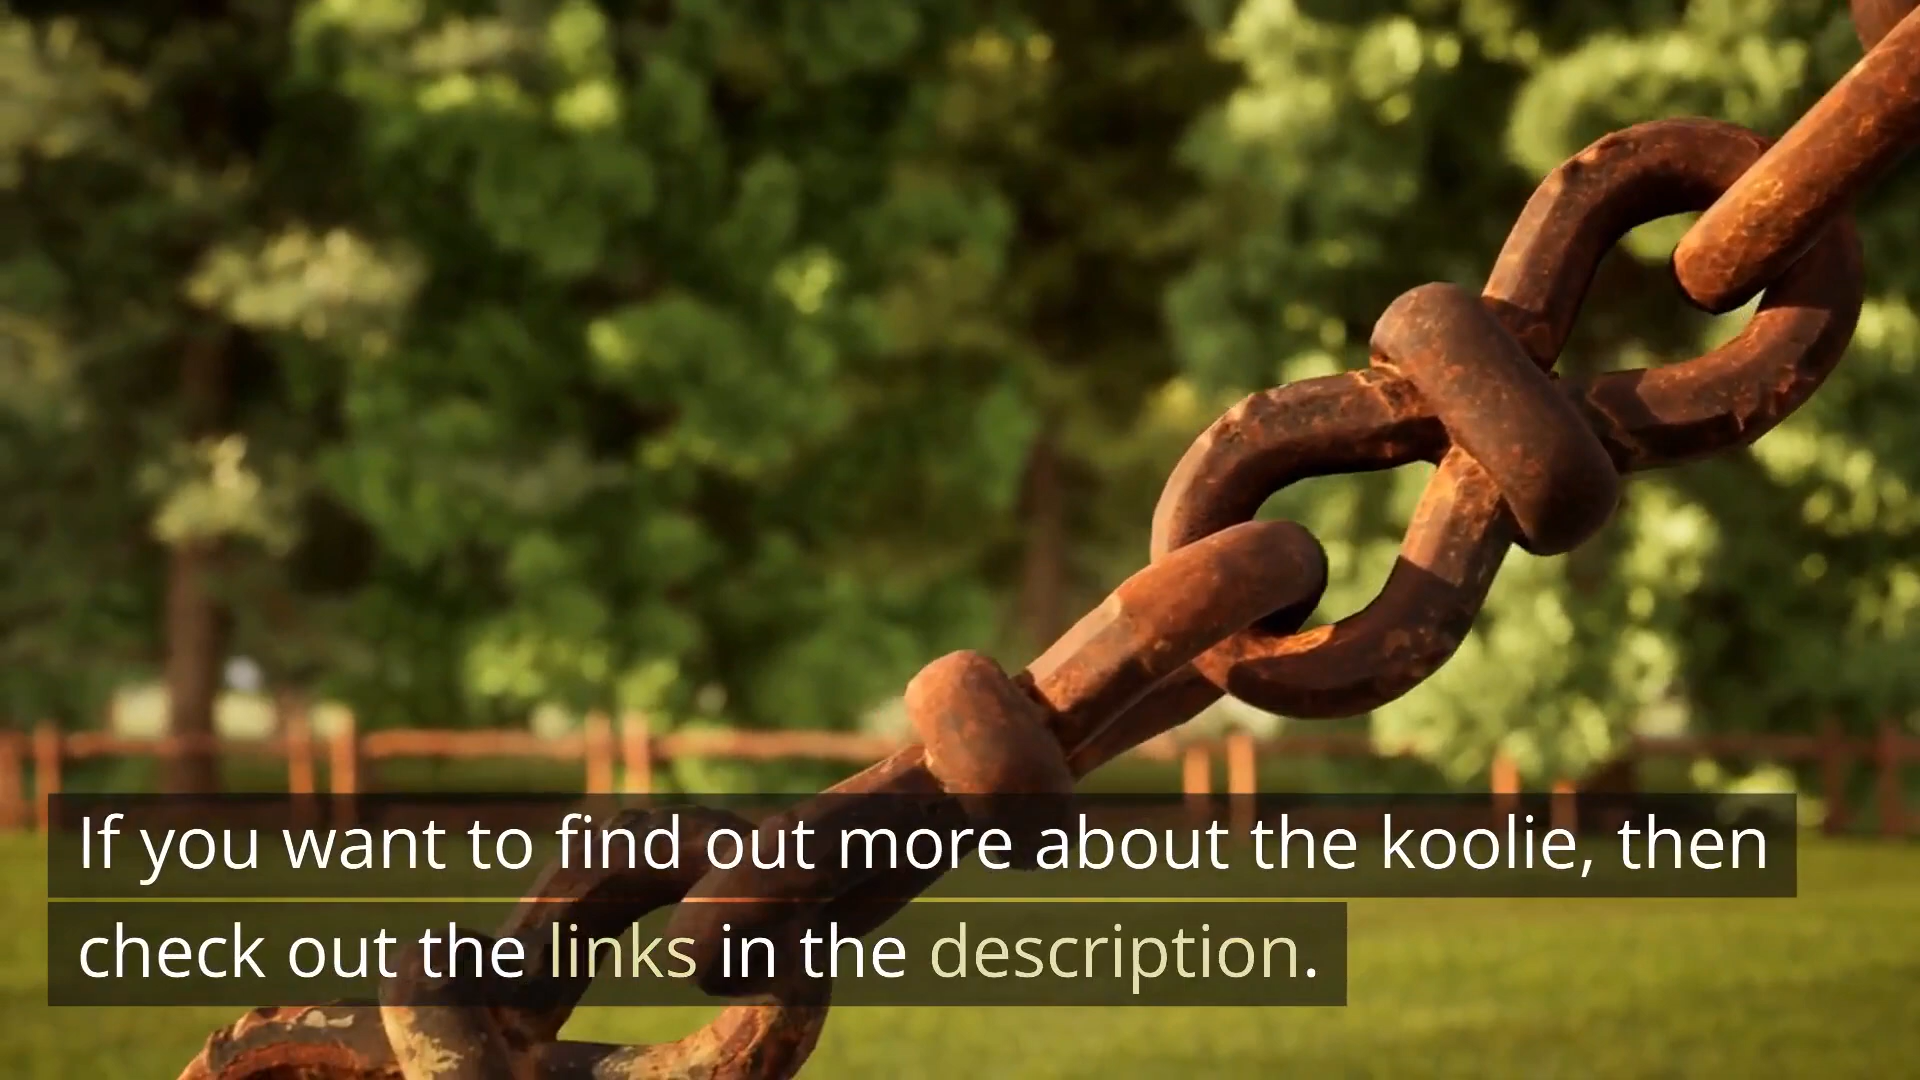 If you want to find out more about the koolie, then
check out the links in the description.